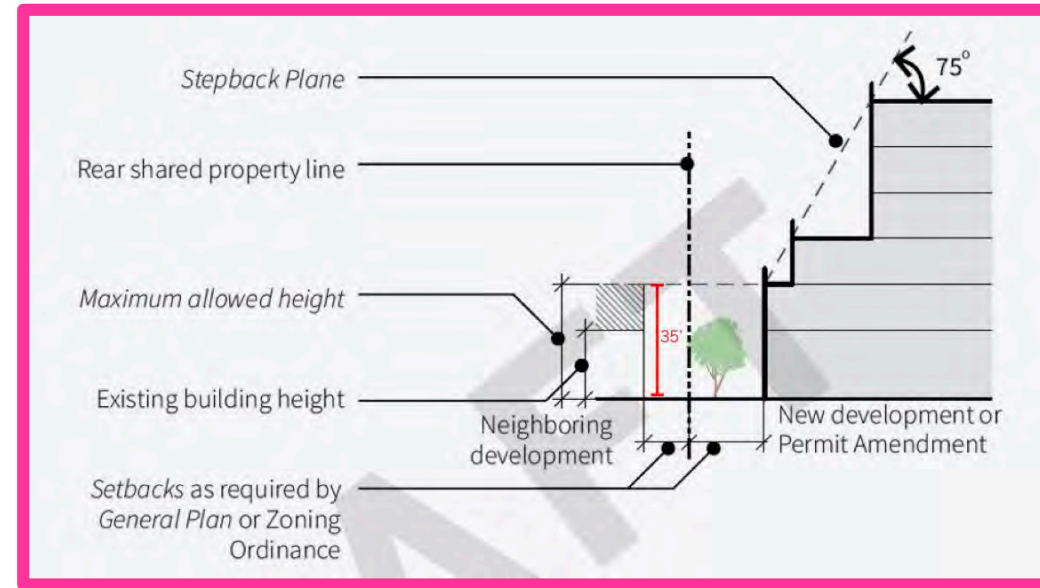 Stepback Plane
75°
Rear shared property line
Maximum allowed height
35'
Existing building height
Neighboring
development
New development or
Permit Amendment
Setbacks as required by
General Plan or Zoning
Ordinance